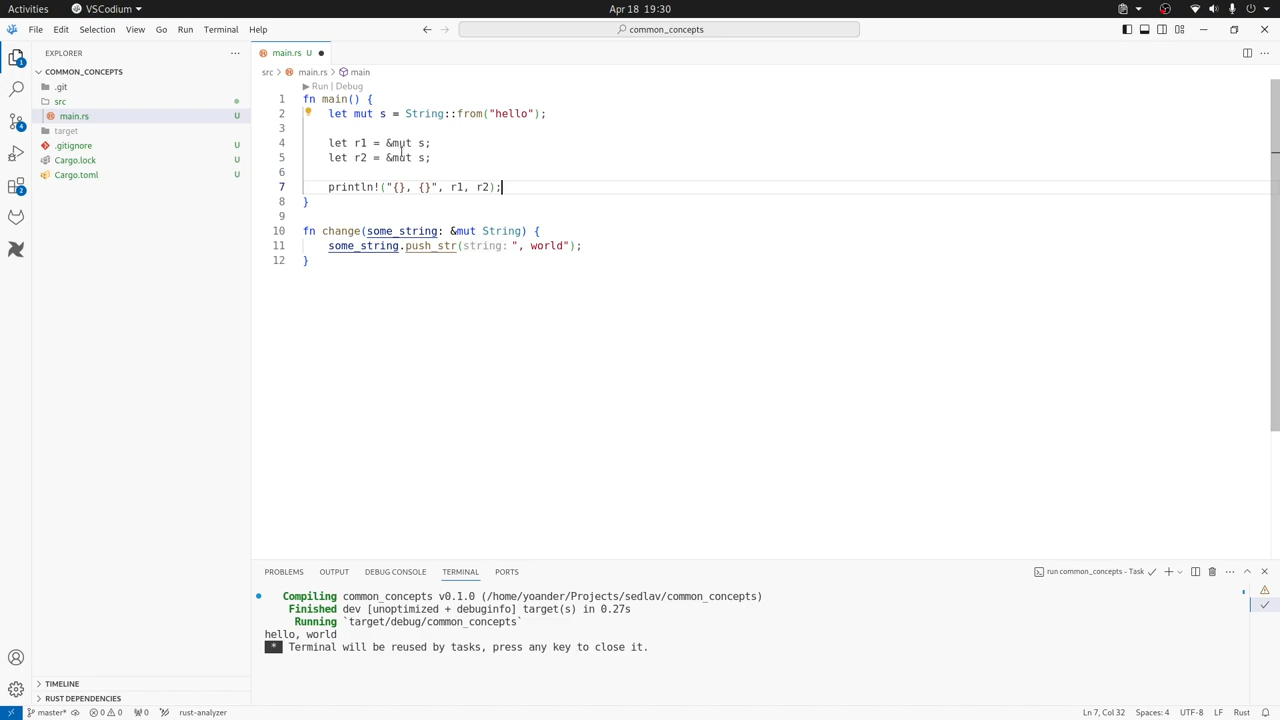 Activities VSCodium Apr 18 19:30
File Edit Selection View Go Run Terminal Help common_concepts
EXPLORER
COMMON_CONCEPTS
.git
src
main.rs U
target
.gitignore U
Cargo.lock U
Cargo.toml U
TIMELINE
RUST DEPENDENCIES
1
4
2
main.rs U
src main.rs main
Run | Debug
1 fn main() {
2 let mut s = String::from("hello");
3
4 let r1 = &mut s;
5 let r2 = &mut s;
6
7 println!("{}, {}", r1, r2);
8 }
9
10 fn change(some_string: &mut String) {
11 some_string.push_str(string: ", world");
12 }
PROBLEMS OUTPUT DEBUG CONSOLE TERMINAL PORTS run common_concepts - Task
Compiling common_concepts v0.1.0 (/home/yoander/Projects/sedlav/common_concepts)
Finished dev [unoptimized + debuginfo] target(s) in 0.27s
Running `target/debug/common_concepts`
hello, world
* Terminal will be reused by tasks, press any key to close it.
master* 0 0 0 rust-analyzer Ln 7, Col 32 Spaces: 4 UTF-8 LF Rust